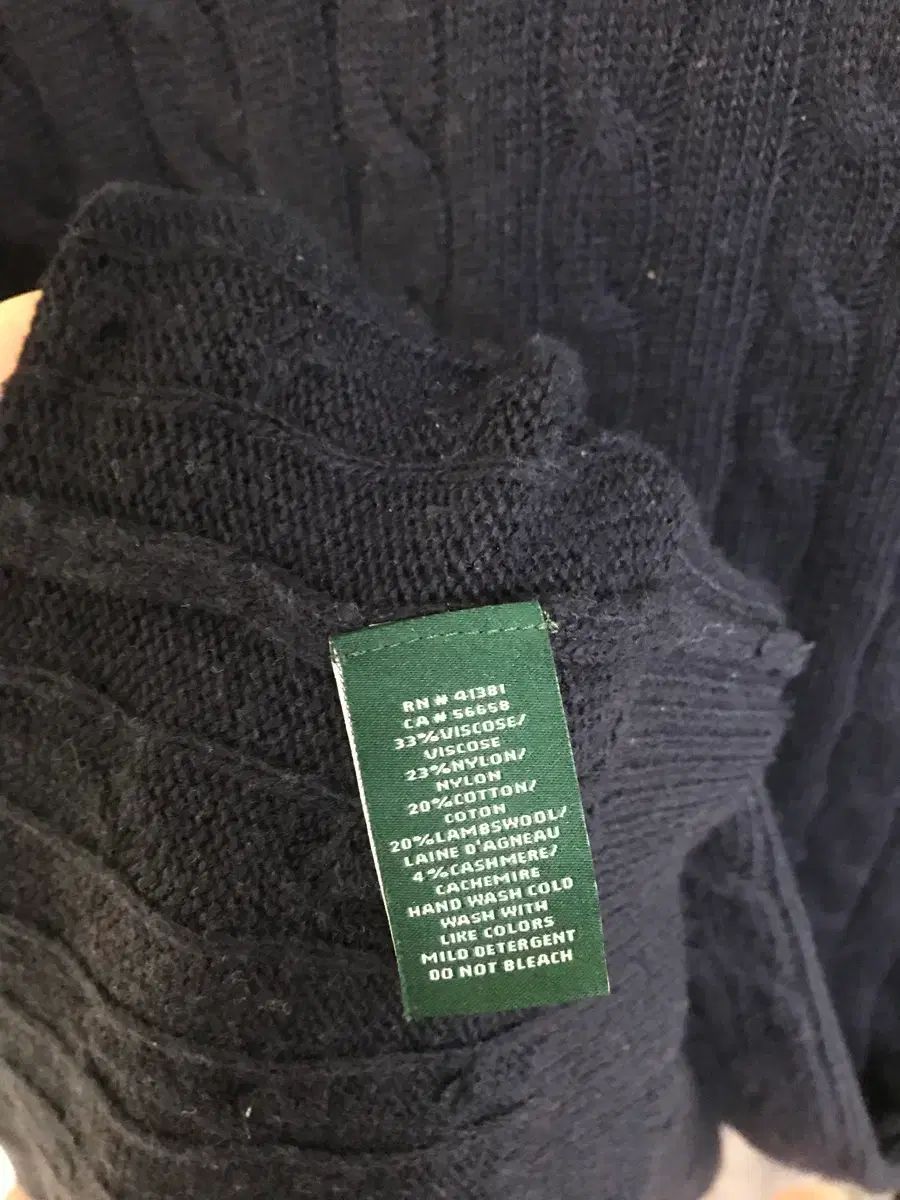 RN # 41381
CA # 56658
33%VISCOSE/
VISCOSE
23%NYLON/
NYLON
20%COTTON/
COTON
20%LAMBSWOOL/
LAINE D'AGNEAU
4%CASHMERE/
CACHEMIRE
HAND WASH COLD
WASH WITH
LIKE COLORS
MILD DETERGENT
DO NOT BLEACH